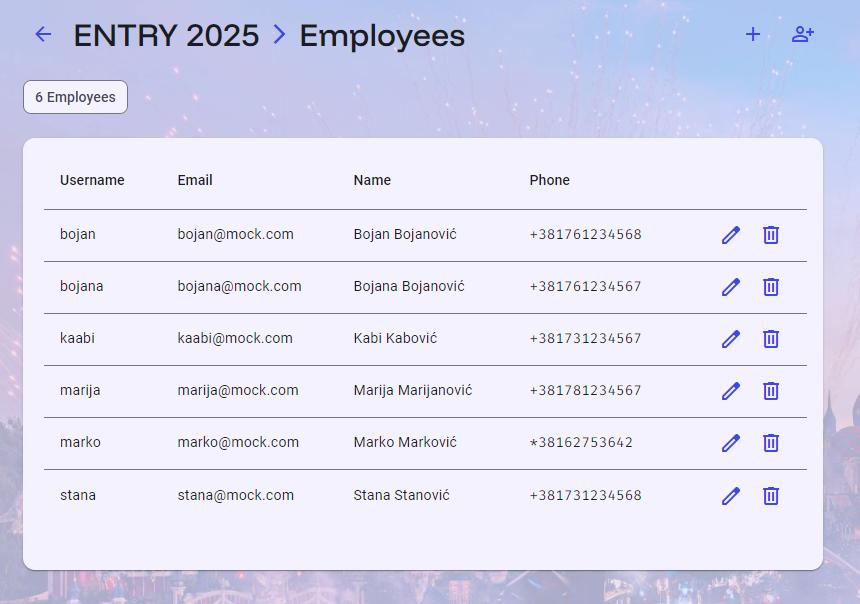 ENTRY 2025 > Employees
6 Employees
Username Email Name Phone
bojan bojan@mock.com Bojan Bojanović +381761234568
bojana bojana@mock.com Bojana Bojanović +381761234567
kaabi kaabi@mock.com Kabi Kabović +381731234567
marija marija@mock.com Marija Marijanović +381781234567
marko marko@mock.com Marko Marković *38162753642
stana stana@mock.com Stana Stanović +381731234568